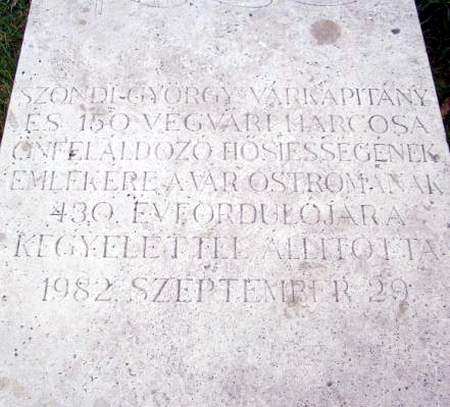 SZONDI GYÖRGY VÁRKAPITÁNY
ÉS 150 VÉGVÁRI HARCOSA
ÖNFELÁLDOZÓ HŐSIESSÉGÉNEK
EMLÉKÉRE A VÁR OSTROMÁNAK
430. ÉVFORDULÓJÁRA
KEGYELETTEL ÁLLÍTOTTA
1982. SZEPTEMBER 29.